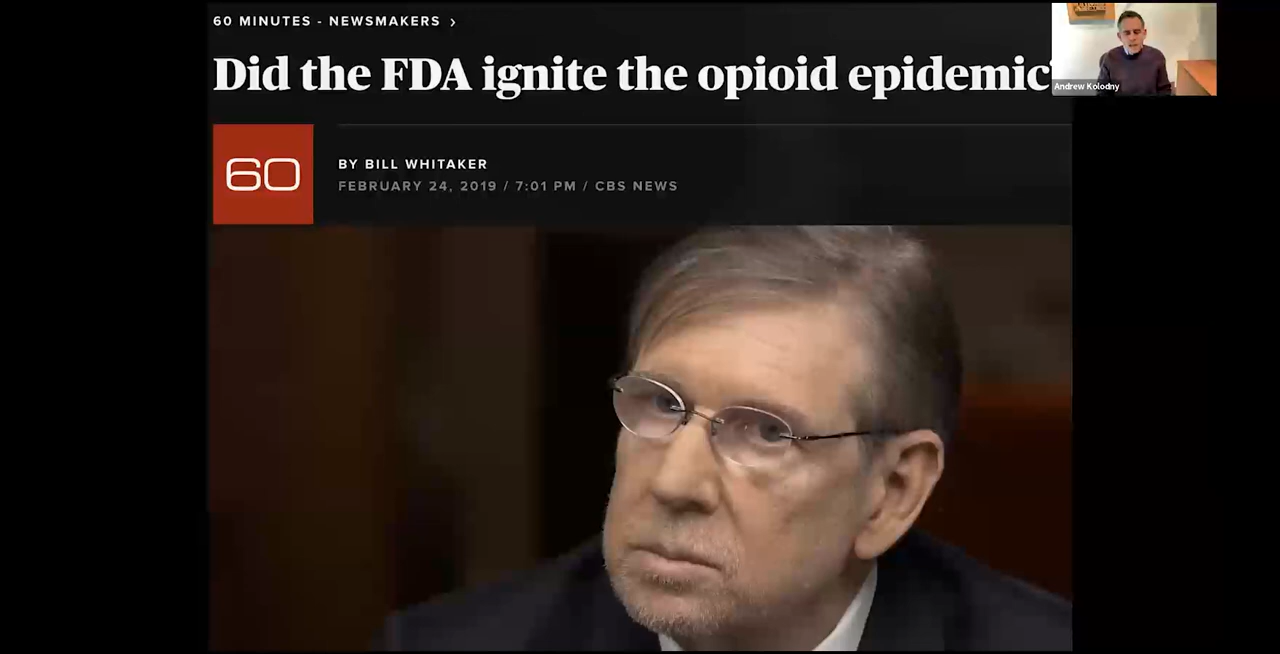 60 MINUTES - NEWSMAKERS ›
Did the FDA ignite the opioid epidemic?
60
BY BILL WHITAKER
FEBRUARY 24, 2019 / 7:01 PM / CBS NEWS
Andrew Kolodny